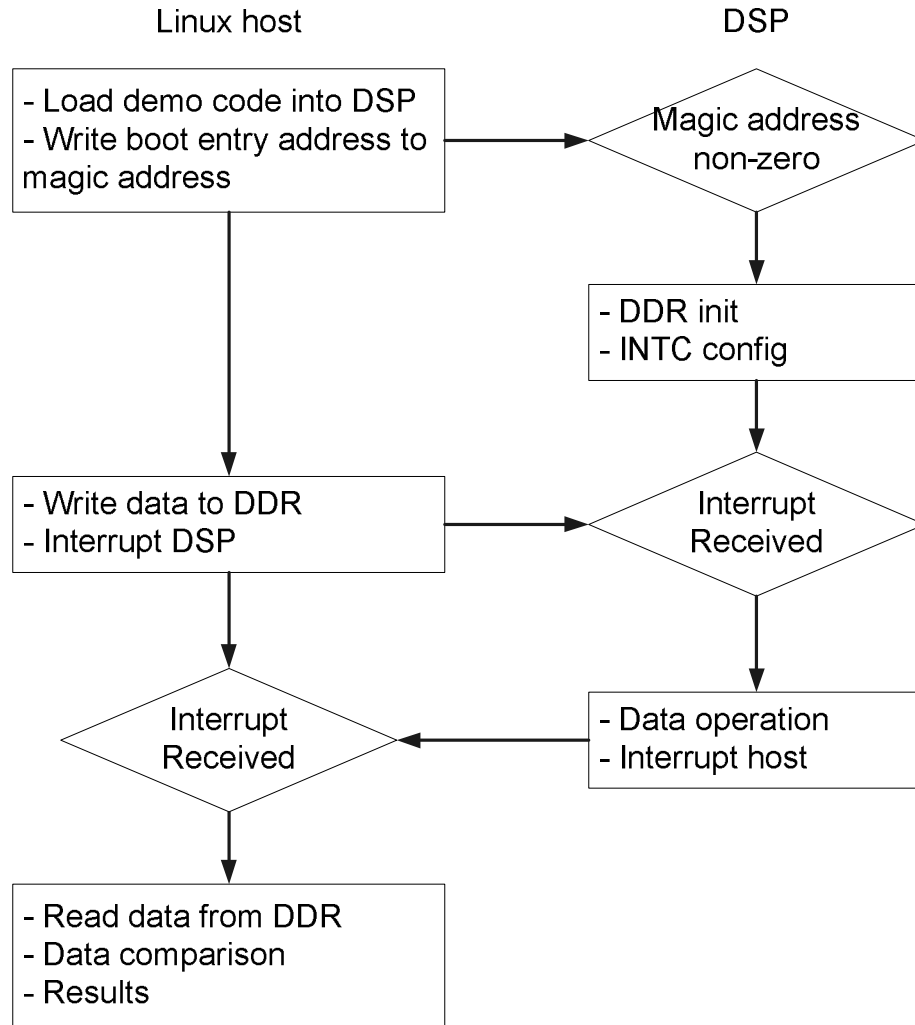 Linux host
DSP
- Load demo code into DSP
- Write boot entry address to
magic address
Magic address
non-zero
- DDR init
- INTC config
- Write data to DDR
- Interrupt DSP
Interrupt
Received
Interrupt
Received
- Data operation
- Interrupt host
- Read data from DDR
- Data comparison
- Results